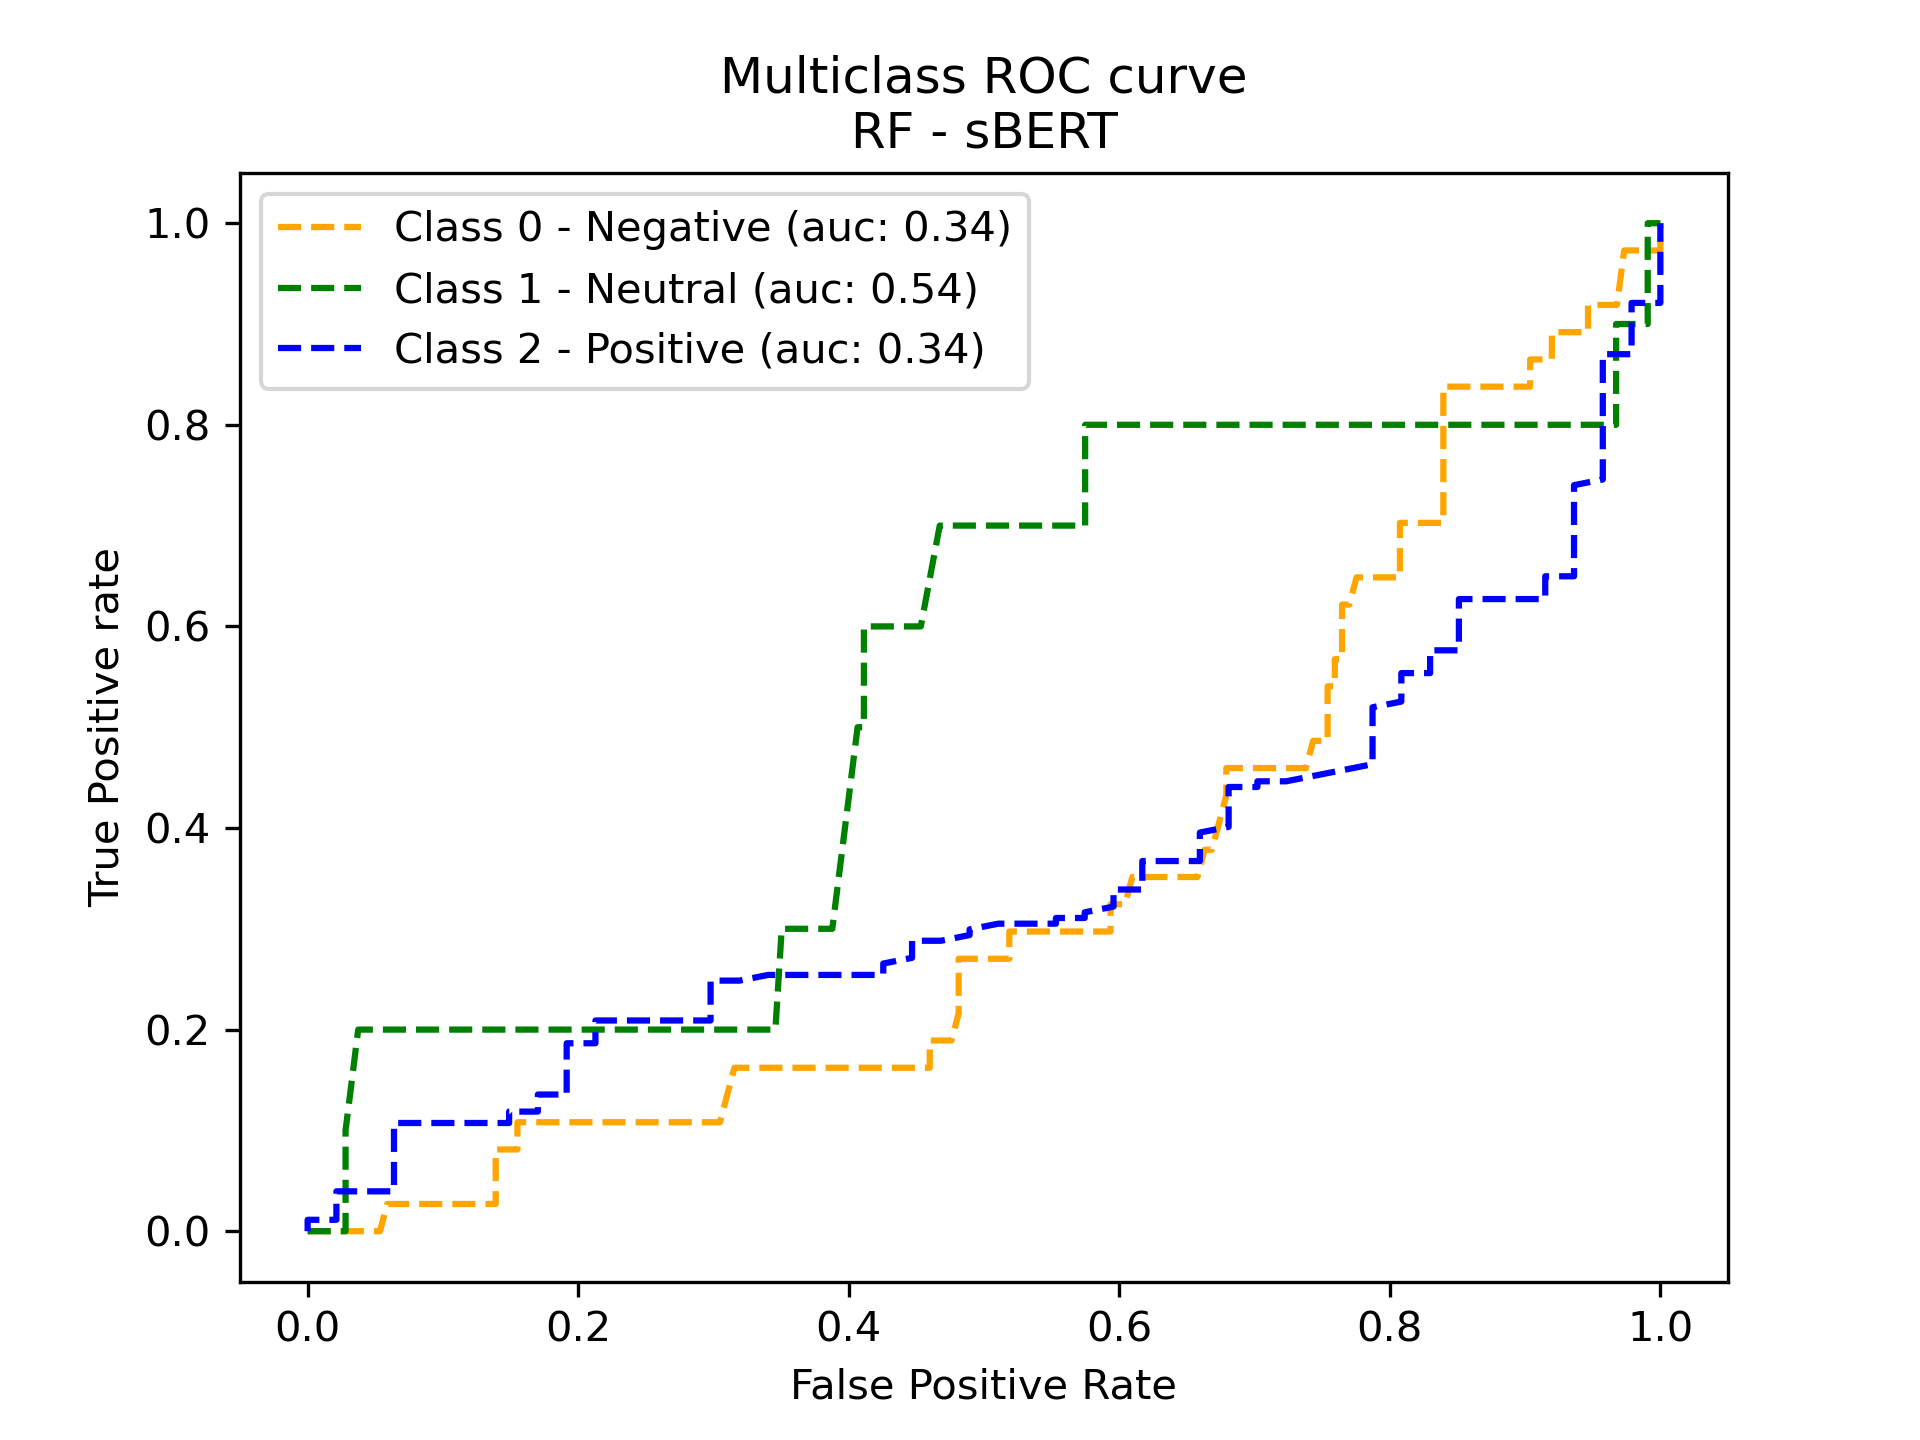 Multiclass ROC curve
RF - sBERT
Class 0 - Negative (auc: 0.34)
Class 1 - Neutral (auc: 0.54)
Class 2 - Positive (auc: 0.34)
True Positive rate
1.0
0.8
0.6
0.4
0.2
0.0
0.0 0.2 0.4 0.6 0.8 1.0
False Positive Rate